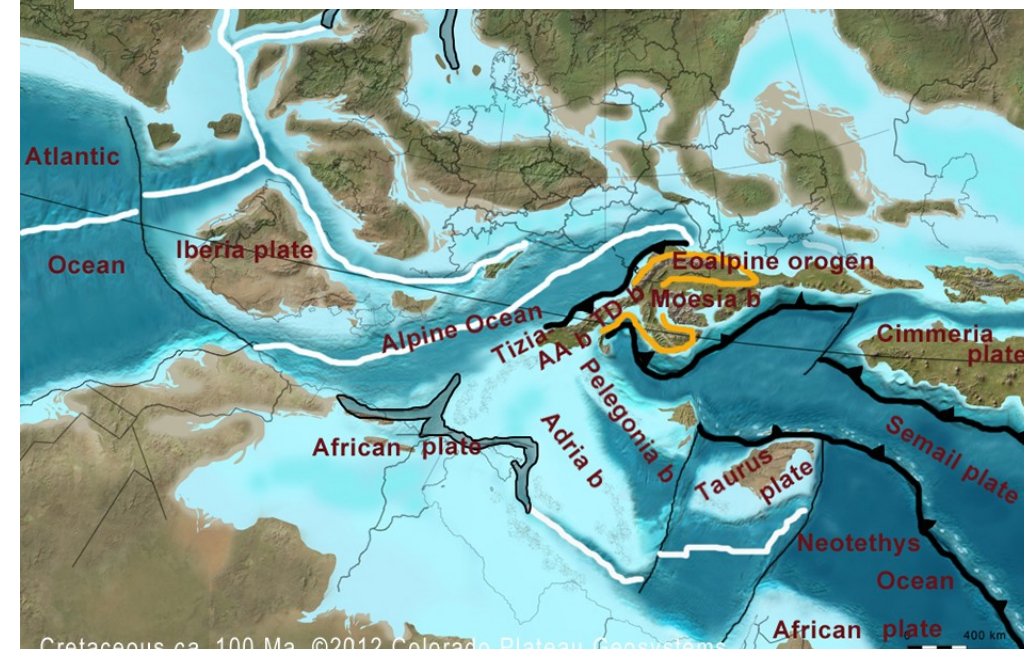 Atlantic
Ocean
Iberia plate
Alpine Ocean
Eoalpine orogen
Moesia b
TD b
Tizia
AA b
Pelegonia b
Adria b
Cimmeria
plate
African plate
Taurus
plate
Semail plate
Neotethys
Ocean
African plate
400 km
Cretaceous ca. 100 Ma ©2012 Colorado Plateau Geosystems